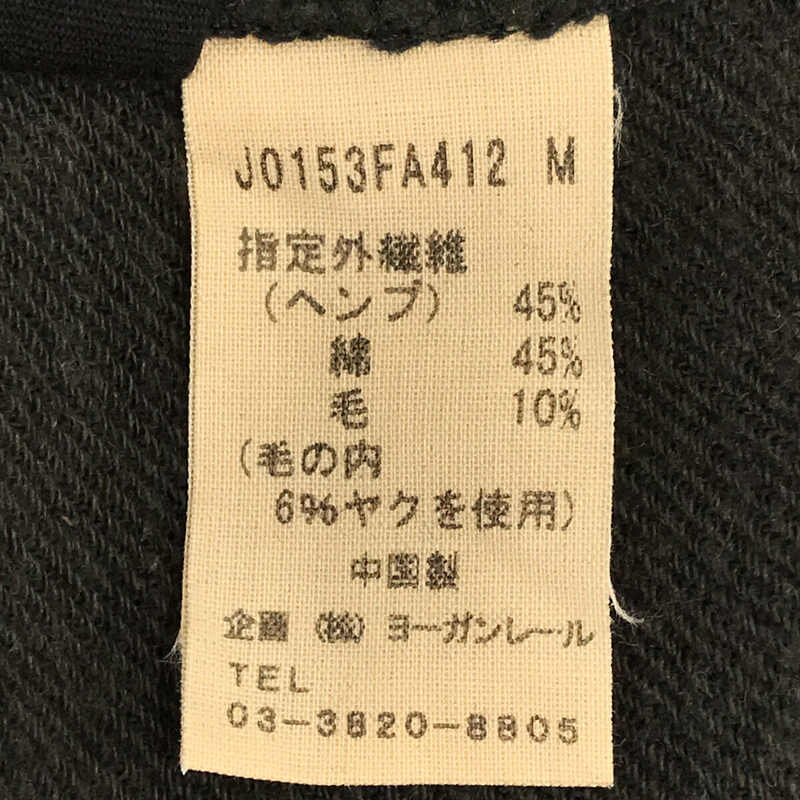 J0153FA412 M
指定外繊維
(ヘンプ) 45%
綿 45%
毛 10%
(毛の内
6%ヤクを使用)
中国製
企画 (株) ヨーガンレール
TEL
03-3820-8805